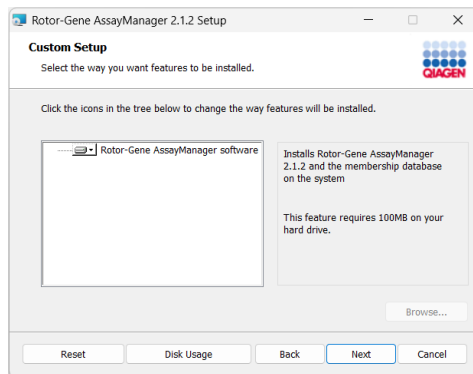 Rotor-Gene AssayManager 2.1.2 Setup
Custom Setup
Select the way you want features to be installed.
QIAGEN
Click the icons in the tree below to change the way features will be installed.
Rotor-Gene AssayManager software
Installs Rotor-Gene AssayManager
2.1.2 and the membership database
on the system
This feature requires 100MB on your
hard drive.
Browse...
Reset
Disk Usage
Back
Next
Cancel